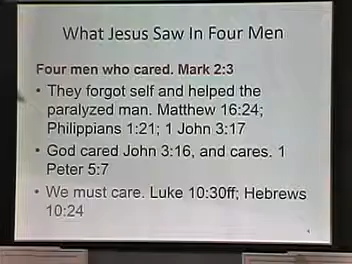 What Jesus Saw In Four Men
Four men who cared. Mark 2:3
• They forgot self and helped the
paralyzed man. Matthew 16:24;
Philippians 1:21; 1 John 3:17
• God cared John 3:16, and cares. 1
Peter 5:7
• We must care. Luke 10:30ff; Hebrews
10:24